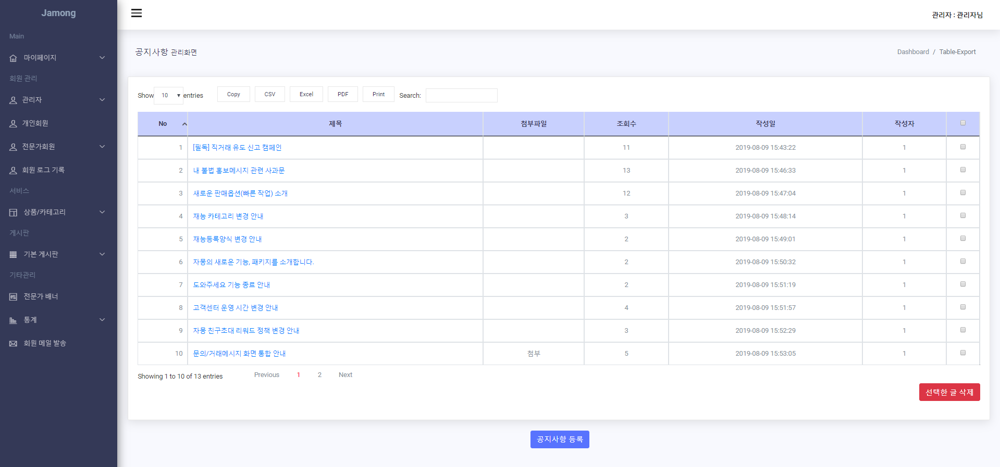 Jamong
Main
마이페이지
회원 관리
관리자
개인회원
전문가회원
회원 로그 기록
서비스
상품/카테고리
게시판
기본 게시판
기타관리
전문가 배너
통계
회원 메일 발송
관리자 : 관리자님
공지사항 관리화면
Dashboard / Table-Export
Show 10 entries Copy CSV Excel PDF Print Search:
No 제목 첨부파일 조회수 작성일 작성자
1 [필독] 직거래 유도 신고 캠페인 11 2019-08-09 15:43:22 1
2 내 불법 홍보메시지 관련 사과문 13 2019-08-09 15:46:33 1
3 새로운 판매옵션(빠른 작업) 소개 12 2019-08-09 15:47:04 1
4 재능 카테고리 변경 안내 3 2019-08-09 15:48:14 1
5 재능등록양식 변경 안내 2 2019-08-09 15:49:01 1
6 자몽의 새로운 기능, 패키지를 소개합니다. 2 2019-08-09 15:50:32 1
7 도와주세요 기능 종료 안내 2 2019-08-09 15:51:19 1
8 고객센터 운영 시간 변경 안내 4 2019-08-09 15:51:57 1
9 자몽 친구초대 리워드 정책 변경 안내 3 2019-08-09 15:52:29 1
10 문의/거래메시지 화면 통합 안내 첨부 5 2019-08-09 15:53:05 1
Showing 1 to 10 of 13 entries Previous 1 2 Next
선택한 글 삭제
공지사항 등록